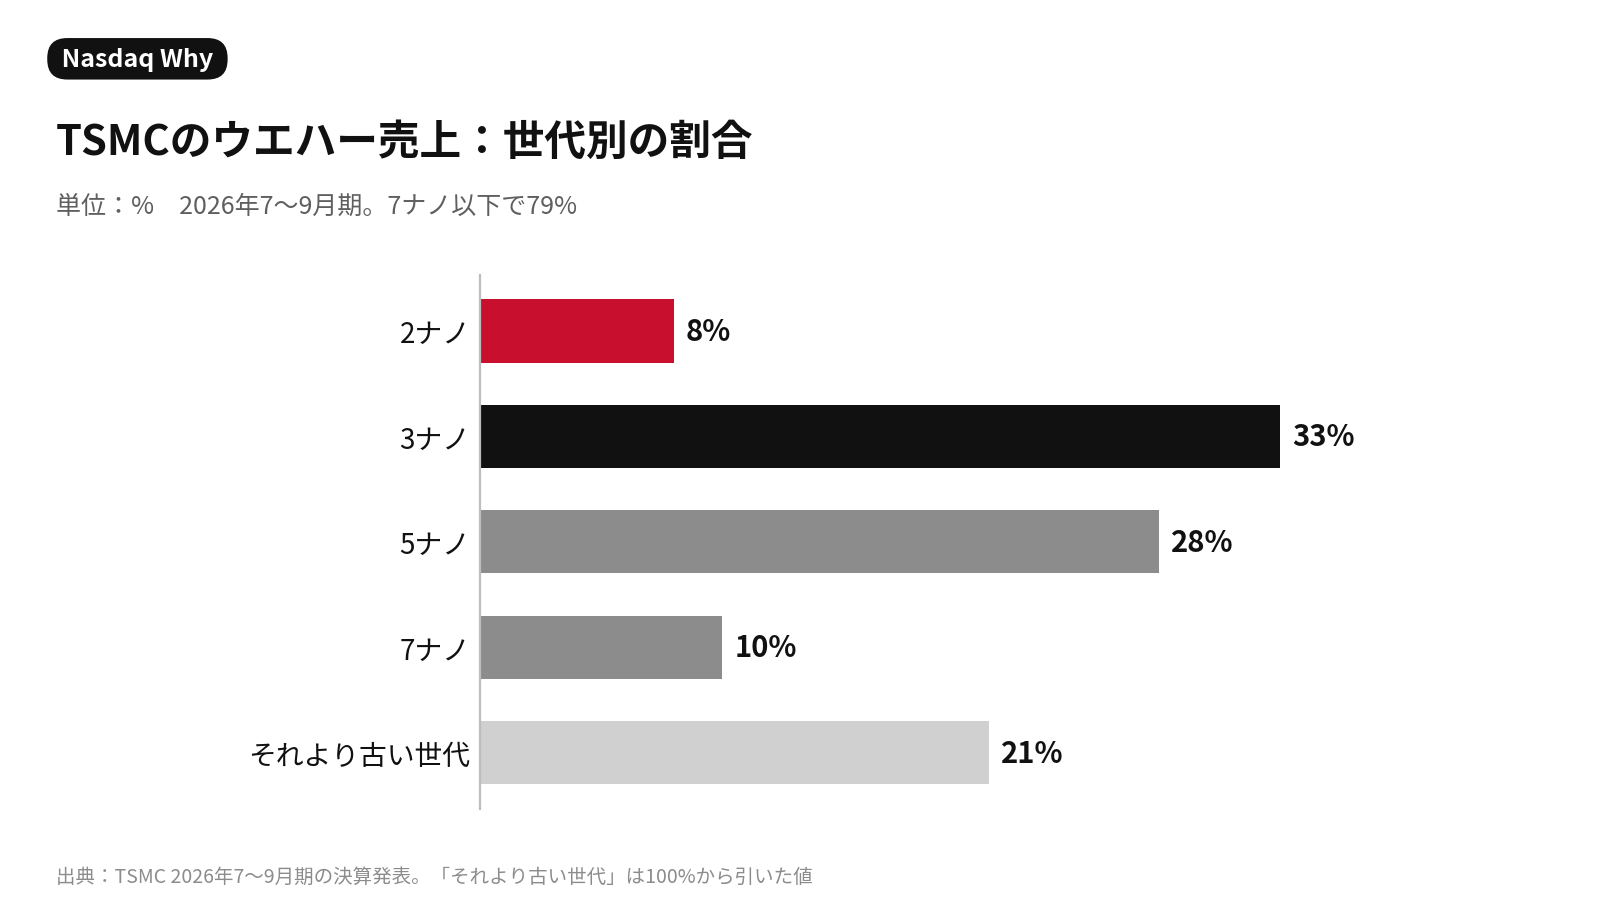 Nasdaq Why
TSMCのウエハー売上：世代別の割合
単位：%　2026年7〜9月期。7ナノ以下で79%
2ナノ 8%
3ナノ 33%
5ナノ 28%
7ナノ 10%
それより古い世代 21%
出典：TSMC 2026年7〜9月期の決算発表。「それより古い世代」は100%から引いた値